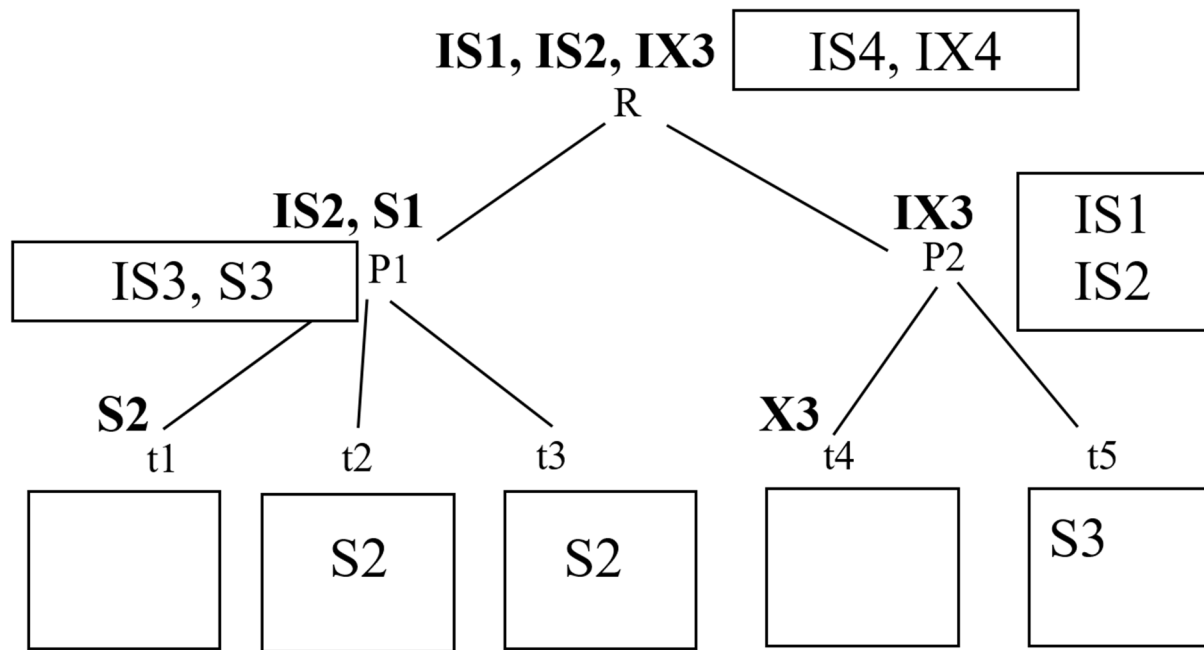 IS1, IS2, IX3 IS4, IX4
R
IS2, S1 IX3 IS1
IS3, S3 P1 P2 IS2
S2 X3
t1 t2 t3 t4 t5
S2 S2 S3